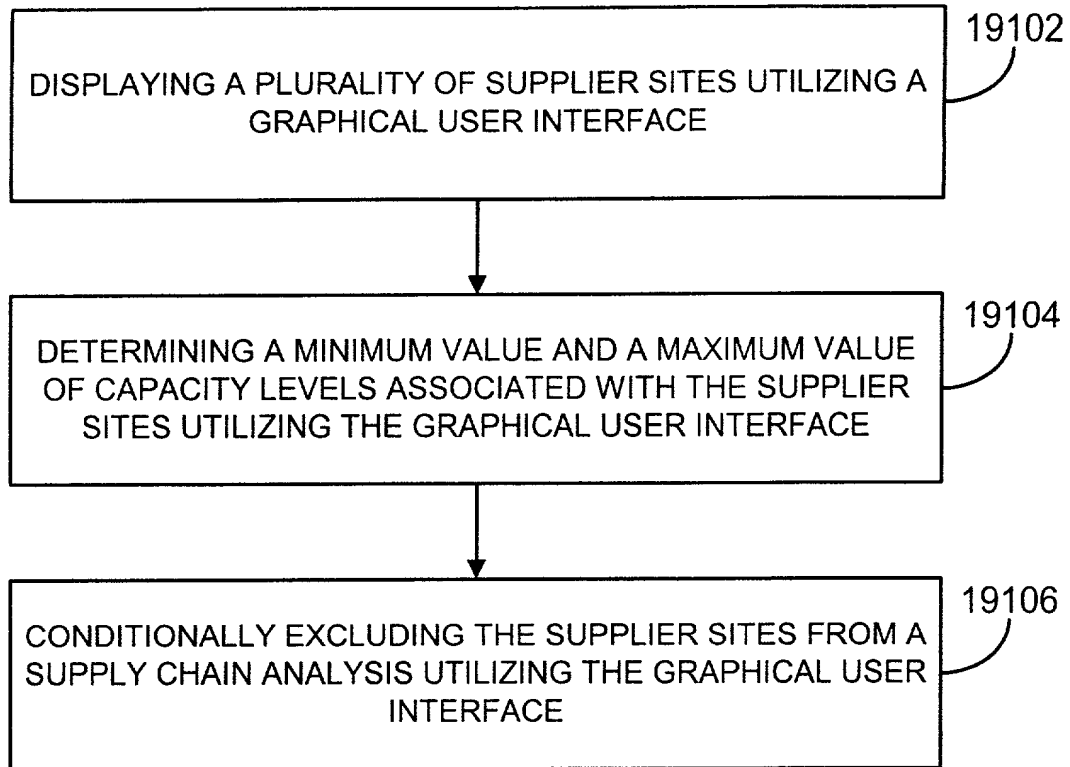 19102
DISPLAYING A PLURALITY OF SUPPLIER SITES UTILIZING A
GRAPHICAL USER INTERFACE
19104
DETERMINING A MINIMUM VALUE AND A MAXIMUM VALUE
OF CAPACITY LEVELS ASSOCIATED WITH THE SUPPLIER
SITES UTILIZING THE GRAPHICAL USER INTERFACE
19106
CONDITIONALLY EXCLUDING THE SUPPLIER SITES FROM A
SUPPLY CHAIN ANALYSIS UTILIZING THE GRAPHICAL USER
INTERFACE